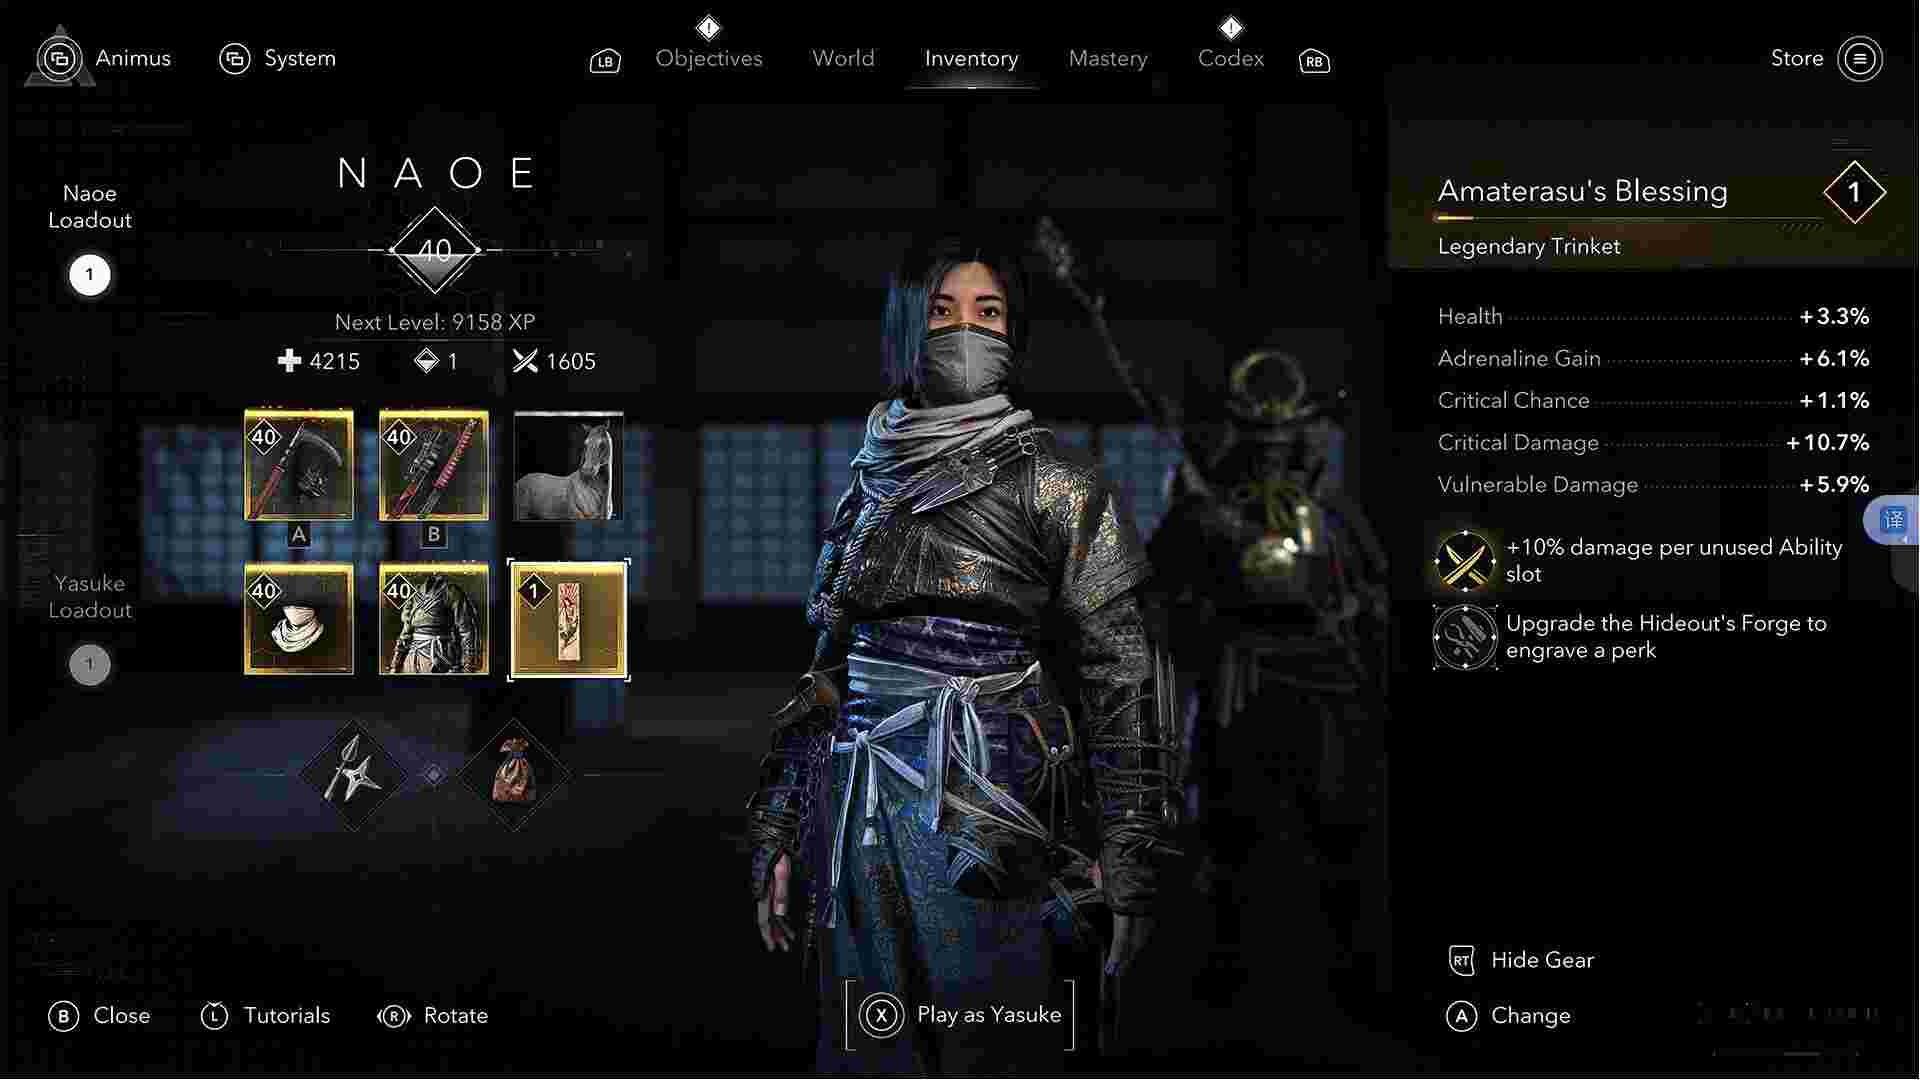 Animus
System
LB
Objectives
World
Inventory
Mastery
Codex
RB
Store
Naoe
Loadout
1
NAOE
40
Next Level: 9158 XP
4215
1
1605
40
40
A
B
40
40
1
Yasuke
Loadout
1
Amaterasu's Blessing
1
Legendary Trinket
Health +3.3%
Adrenaline Gain +6.1%
Critical Chance +1.1%
Critical Damage +10.7%
Vulnerable Damage +5.9%
+10% damage per unused Ability
slot
Upgrade the Hideout's Forge to
engrave a perk
译
RT Hide Gear
A Change
B Close
L Tutorials
R Rotate
X Play as Yasuke